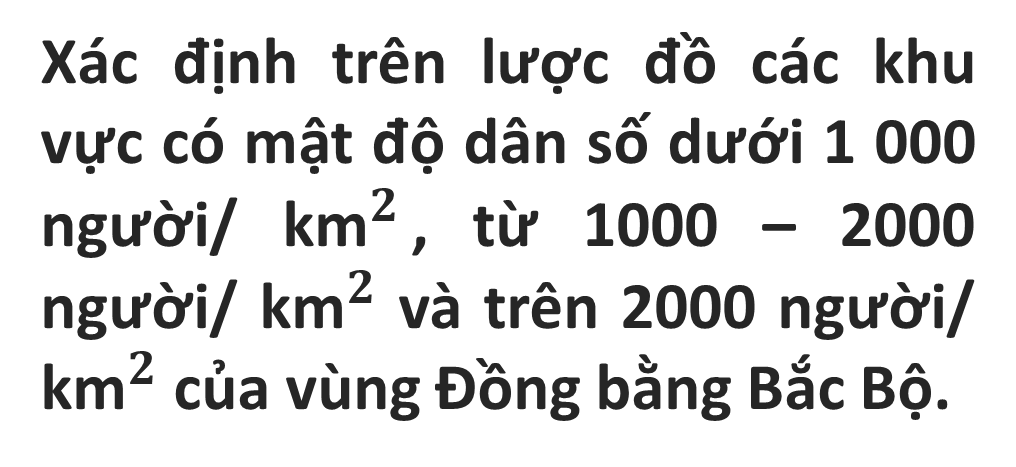 Xác định trên lược đồ các khu
vực có mật độ dân số dưới 1 000
người/ km², từ 1000 – 2000
người/ km² và trên 2000 người/
km² của vùng Đồng bằng Bắc Bộ.